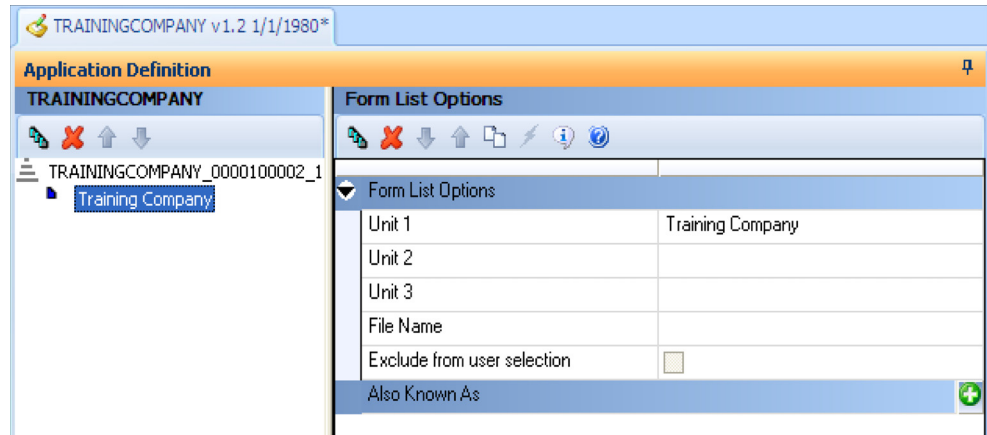 TRAININGCOMPANY v1.2 1/1/1980*
Application Definition
TRAININGCOMPANY
Form List Options
TRAININGCOMPANY_0000100002_1
Training Company
Form List Options
Unit 1 Training Company
Unit 2
Unit 3
File Name
Exclude from user selection
Also Known As